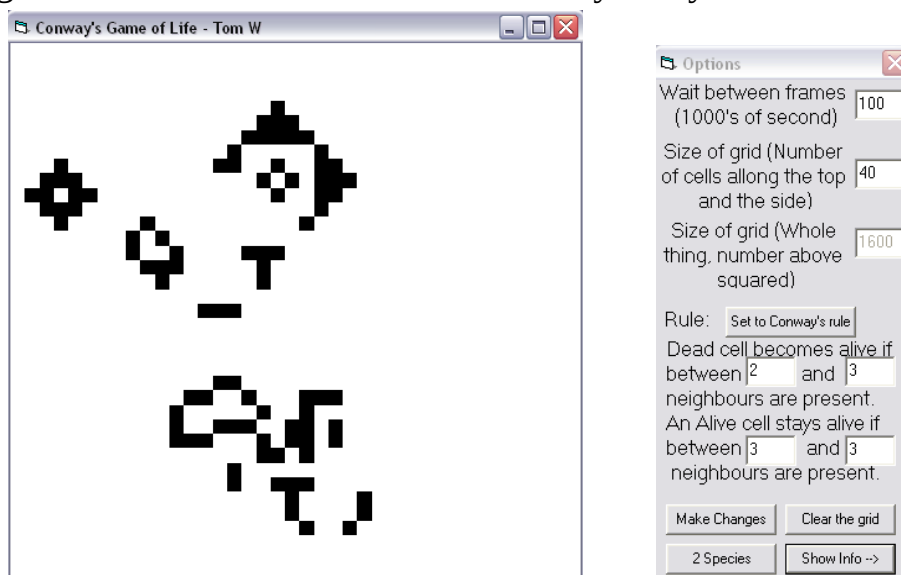 Conway's Game of Life - Tom W
Options
Wait between frames
(1000's of second)
100
Size of grid (Number
of cells allong the top
and the side)
40
Size of grid (Whole
thing, number above
squared)
1600
Rule: Set to Conway's rule
Dead cell becomes alive if
between 2 and 3
neighbours are present.
An Alive cell stays alive if
between 3 and 3
neighbours are present.
Make Changes Clear the grid
2 Species Show Info -->